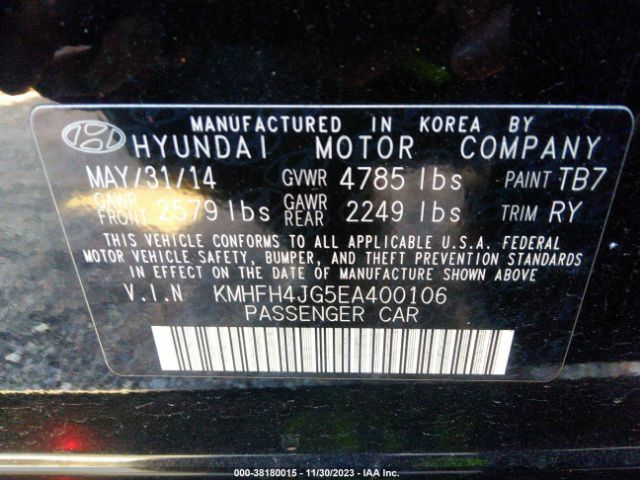 MANUFACTURED IN KOREA BY
HYUNDAI MOTOR COMPANY
MAY/31/14 GVWR 4785 lbs PAINT TB7
GAWR FRONT 2579 lbs GAWR REAR 2249 lbs TRIM RY
THIS VEHICLE CONFORMS TO ALL APPLICABLE U.S.A. FEDERAL
MOTOR VEHICLE SAFETY, BUMPER, AND THEFT PREVENTION STANDARDS
IN EFFECT ON THE DATE OF MANUFACTURE SHOWN ABOVE
V.I.N KMHFH4JG5EA400106
PASSENGER CAR
000-38180015 - 11/30/2023 - IAA Inc.